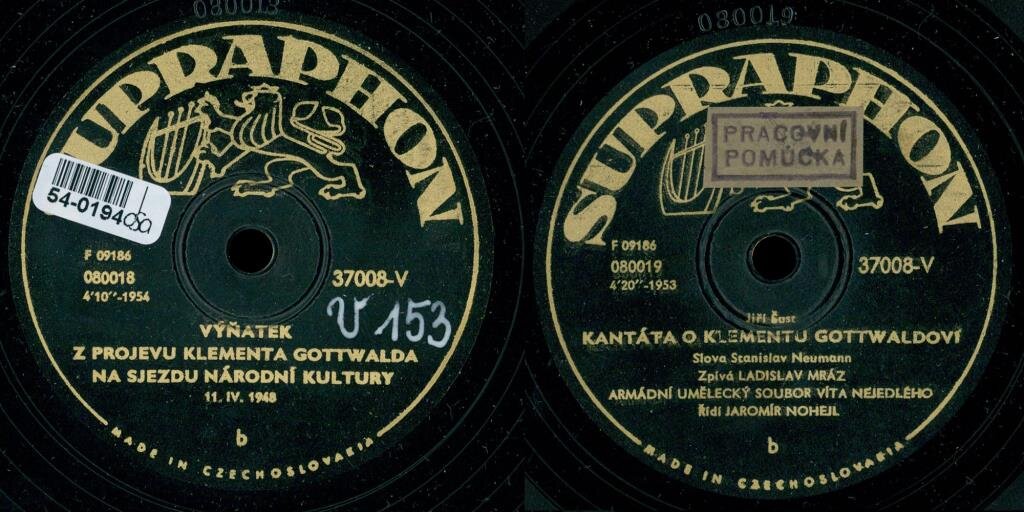 080018
SUPRAPHON
54-0194
F 09186
080018
4'10"-1954
37008-V
V 153
VÝŇATEK
Z PROJEVU KLEMENTA GOTTWALDA
NA SJEZDU NÁRODNÍ KULTURY
11. IV. 1948
b
MADE IN CZECHOSLOVAKIA
080019
SUPRAPHON
PRACOVNÍ
POMŮCKA
F 09186
080019
4'20"-1953
37008-V
Jiří Šust
KANTÁTA O KLEMENTU GOTTWALDOVI
Slova Stanislav Neumann
Zpívá LADISLAV MRÁZ
ARMÁDNÍ UMĚLECKÝ SOUBOR VÍTA NEJEDLÉHO
Řídí JAROMÍR NOHEJL
b
MADE IN CZECHOSLOVAKIA